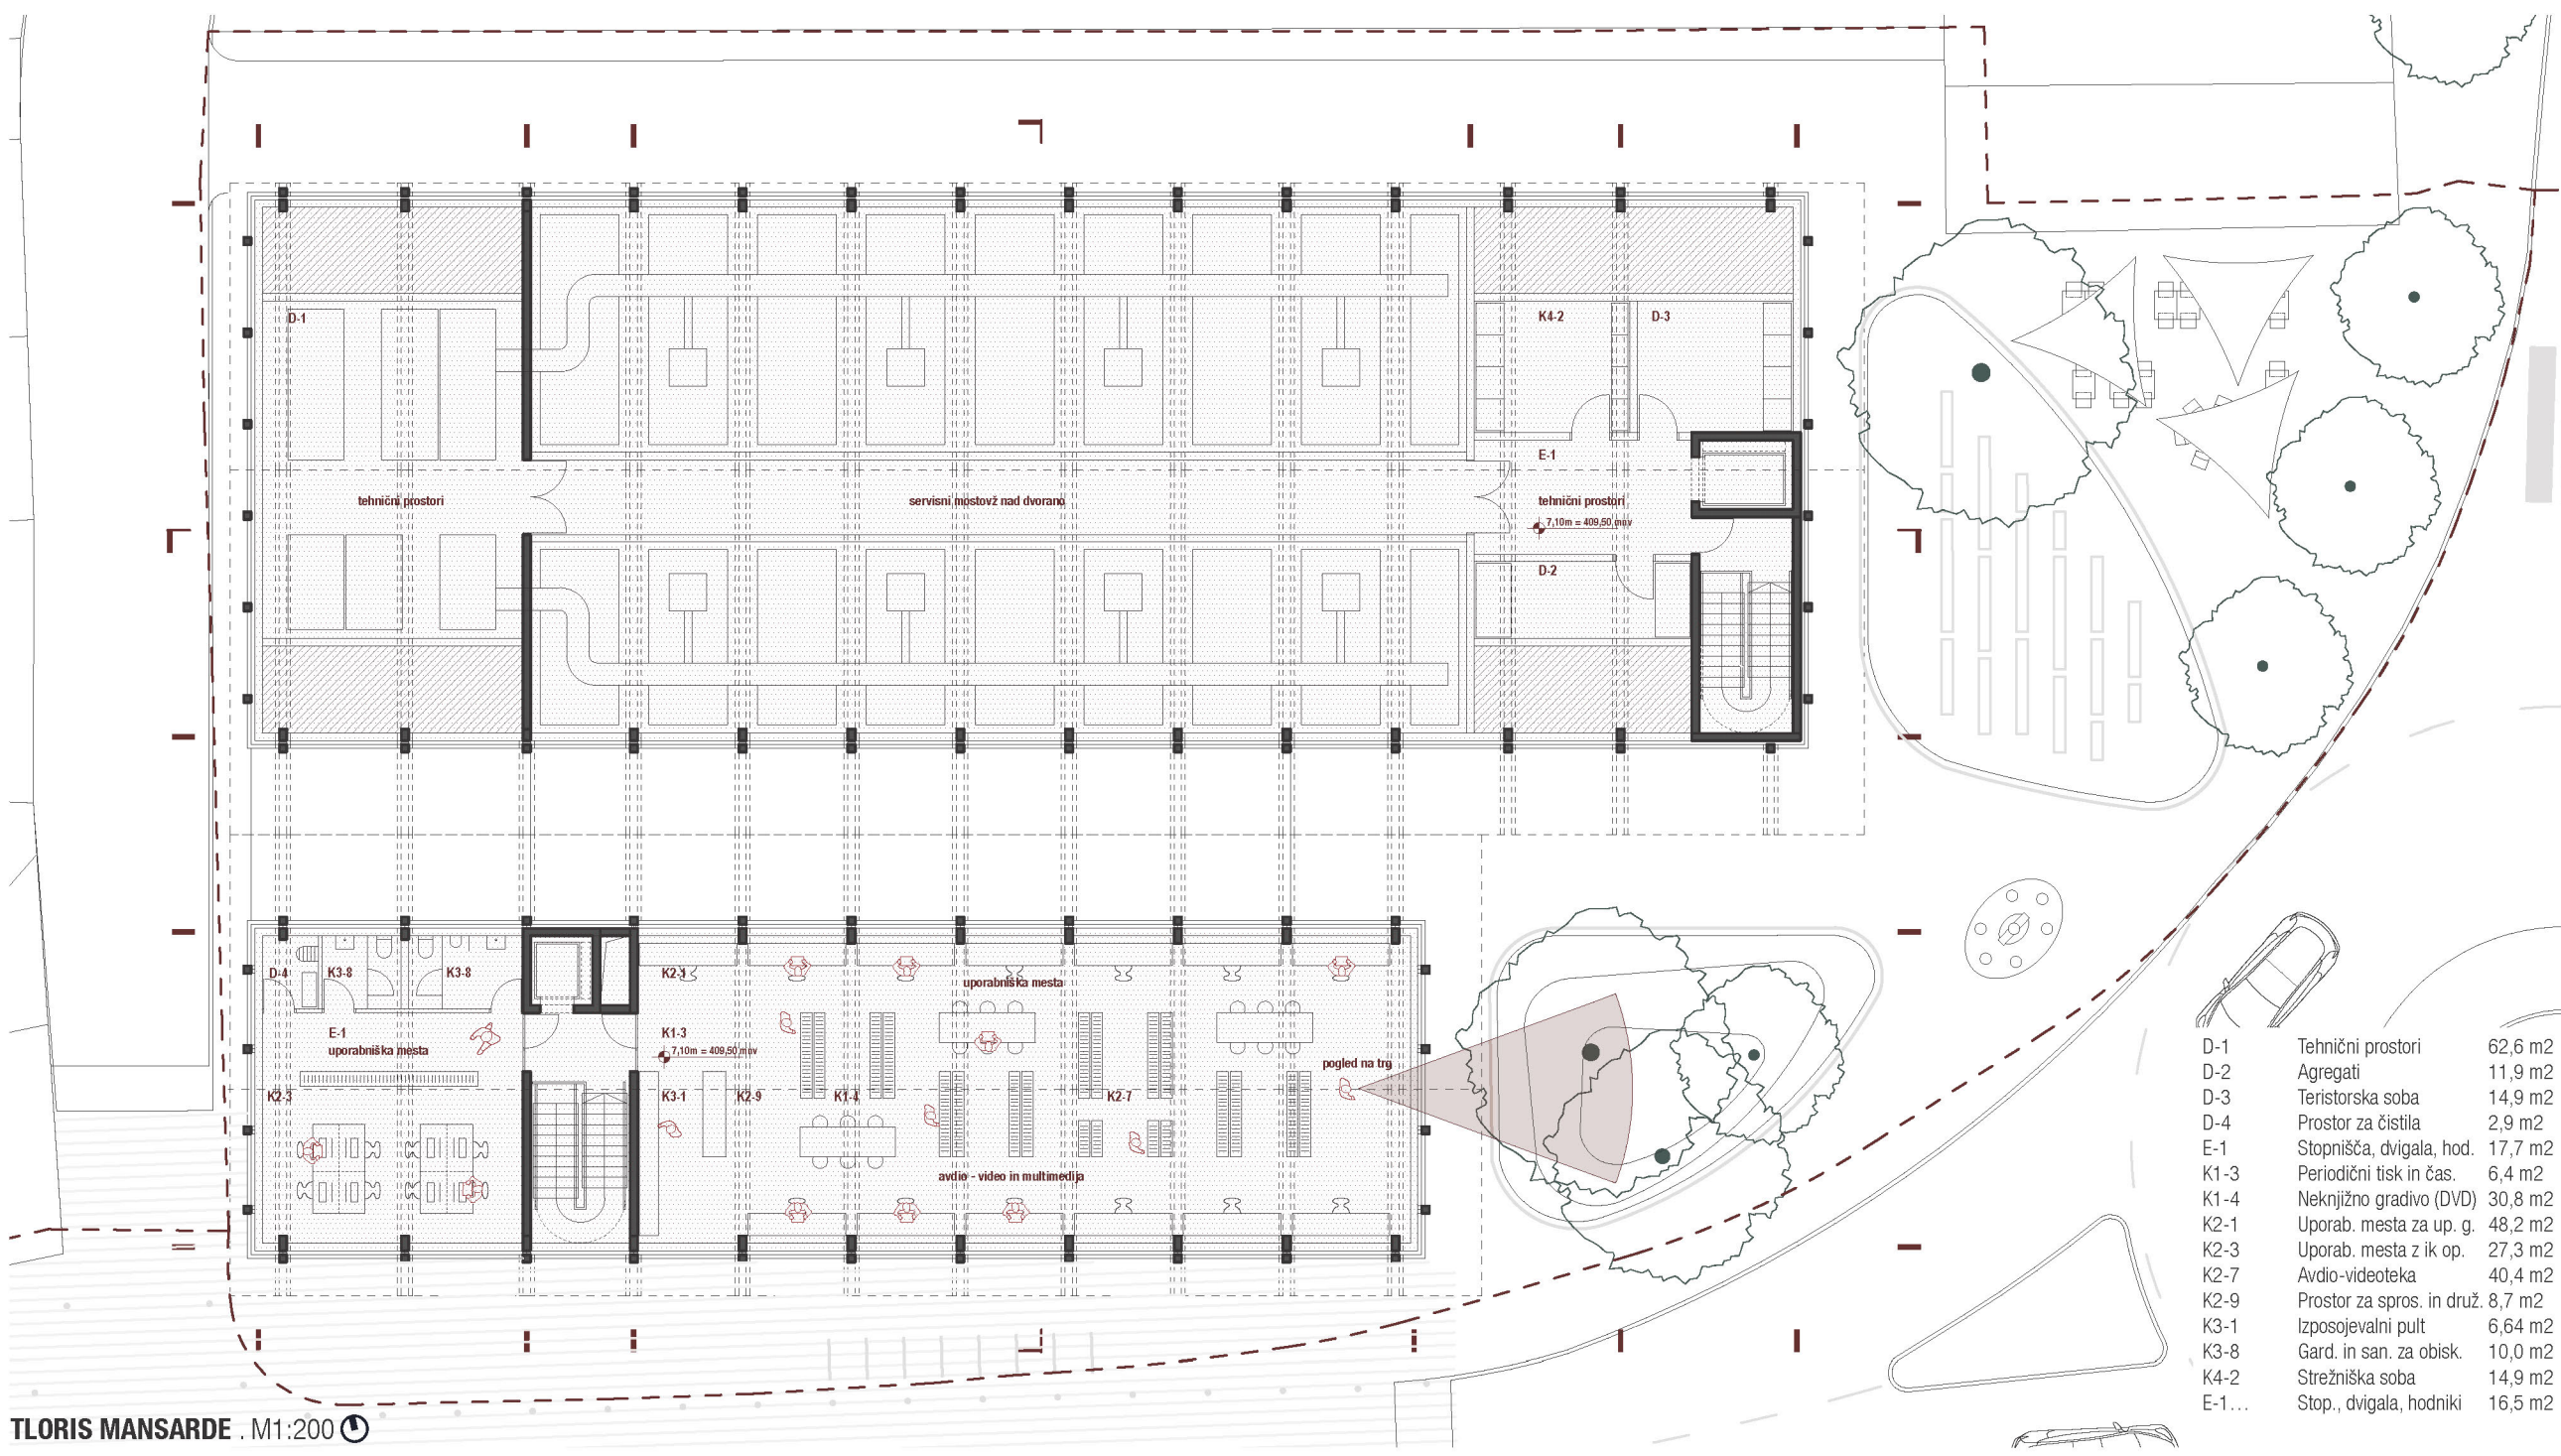 D-1
K4-2
D-3
E-1
tehnični prostori
servisni mostovž nad dvorano
tehnični prostori
7,10m = 409,50 mnv
D-2
D-4
K3-8
K3-8
K2-1
uporabniška mesta
E-1
uporabniška mesta
K1-3
7,10m = 409,50 mnv
pogled na trg
K2-3
K3-1
K2-9
K1-4
K2-7
avdio - video in multimedija
D-1 Tehnični prostori 62,6 m2
D-2 Agregati 11,9 m2
D-3 Teristorska soba 14,9 m2
D-4 Prostor za čistila 2,9 m2
E-1 Stopnišča, dvigala, hod. 17,7 m2
K1-3 Periodični tisk in čas. 6,4 m2
K1-4 Neknjižno gradivo (DVD) 30,8 m2
K2-1 Uporab. mesta za up. g. 48,2 m2
K2-3 Uporab. mesta z ik op. 27,3 m2
K2-7 Avdio-videoteka 40,4 m2
K2-9 Prostor za spros. in druž. 8,7 m2
K3-1 Izposojevalni pult 6,64 m2
K3-8 Gard. in san. za obisk. 10,0 m2
K4-2 Strežniška soba 14,9 m2
E-1... Stop., dvigala, hodniki 16,5 m2
TLORIS MANSARDE . M1:200